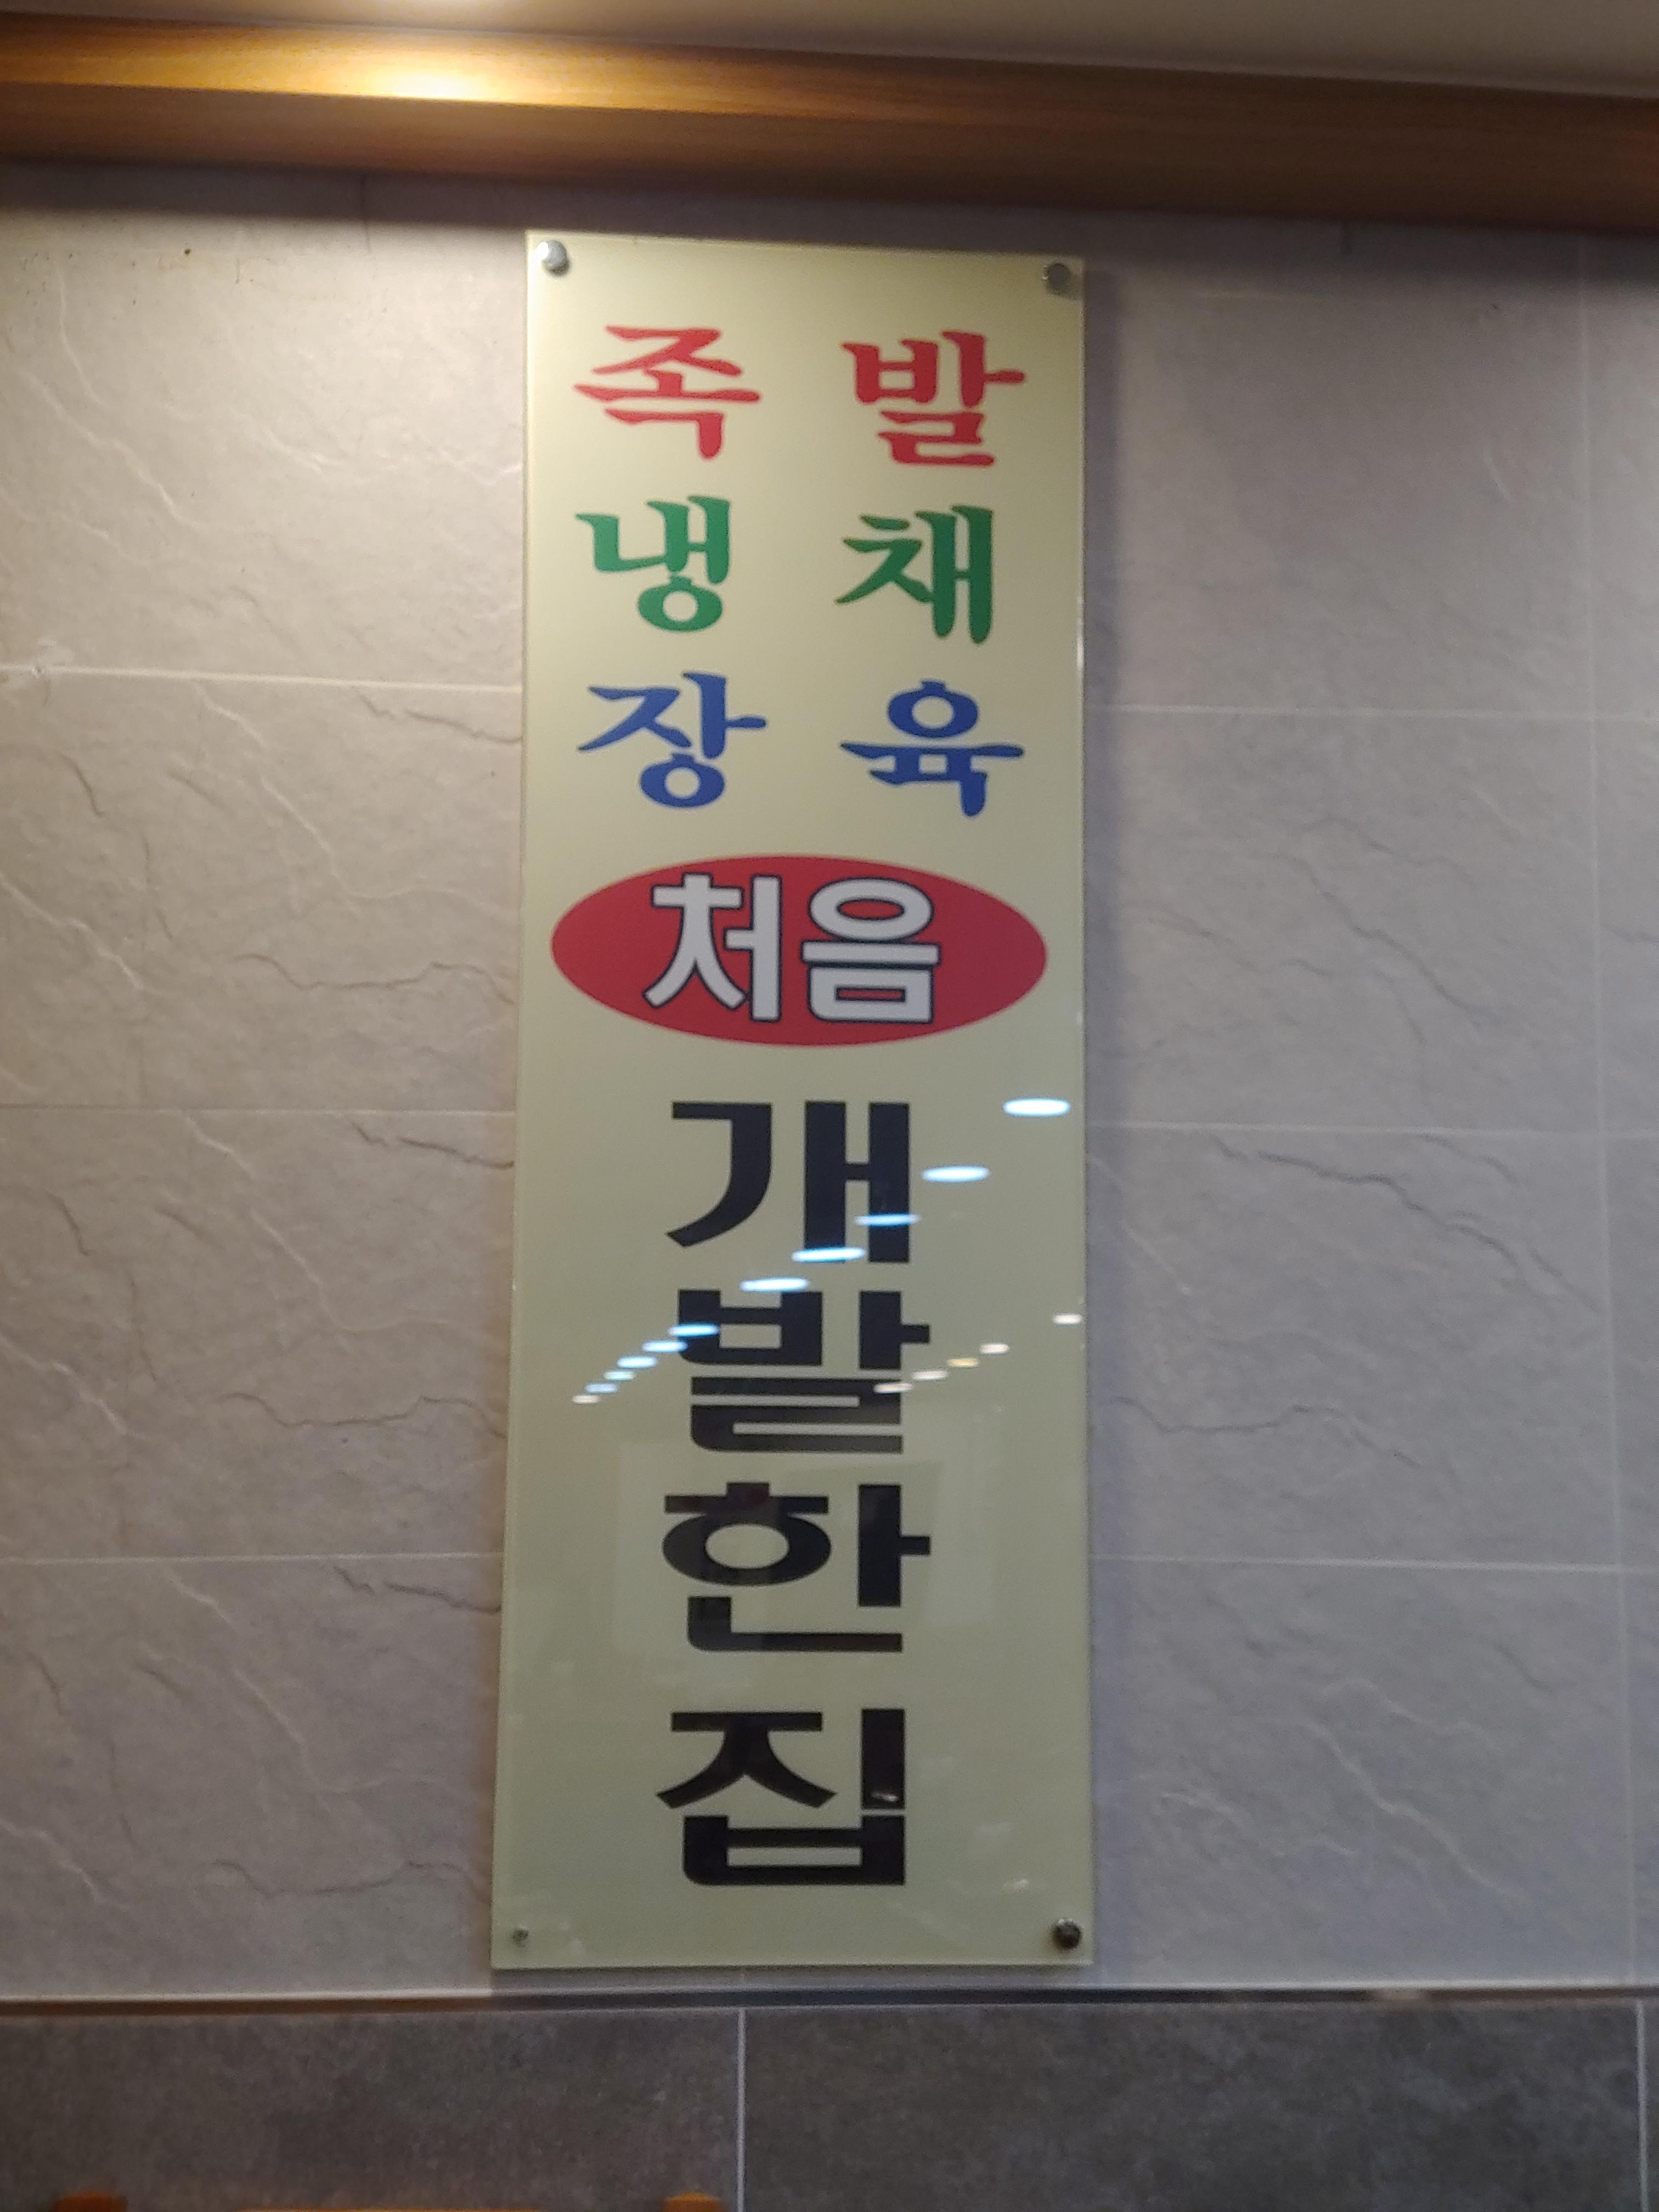 족 발
냉 채
장 육
처음
개
발
한
집